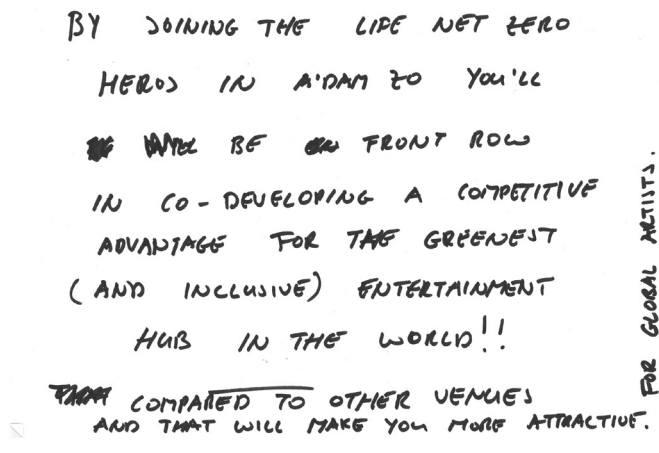 BY JOINING THE LIFE NET ZERO
HEROS IN A'DAM ZO YOU'LL
BE FRONT ROW
IN CO-DEVELOPING A COMPETITIVE
ADVANTAGE FOR THE GREENEST
(AND INCLUSIVE) ENTERTAINMENT
HUB IN THE WORLD!!
COMPARED TO OTHER VENUES
AND THAT WILL MAKE YOU MORE ATTRACTIVE.
FOR GLOBAL ARTISTS.